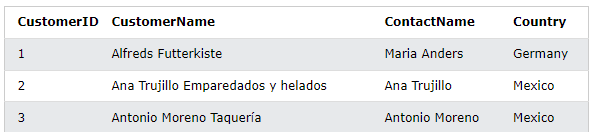 CustomerID CustomerName ContactName Country
1 Alfreds Futterkiste Maria Anders Germany
2 Ana Trujillo Emparedados y helados Ana Trujillo Mexico
3 Antonio Moreno Taquería Antonio Moreno Mexico